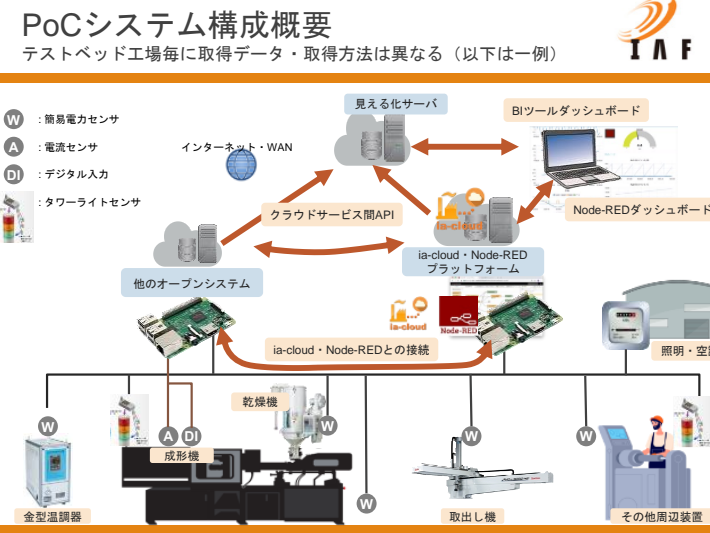 PoCシステム構成概要
テストベッド工場毎に取得データ・取得方法は異なる（以下は一例）
IAF
見える化サーバ
BIツールダッシュボード
W : 簡易電力センサ
A : 電流センサ
インターネット・WAN
DI : デジタル入力
: タワーライトセンサ
クラウドサービス間API
ia-cloud
Node-REDダッシュボード
ia-cloud・Node-RED
プラットフォーム
他のオープンシステム
ia-cloud
Node-RED
ia-cloud・Node-REDとの接続
照明・空
乾燥機
W
W
A
DI
W
W
成形機
W
金型温調器
取出し機
その他周辺装置